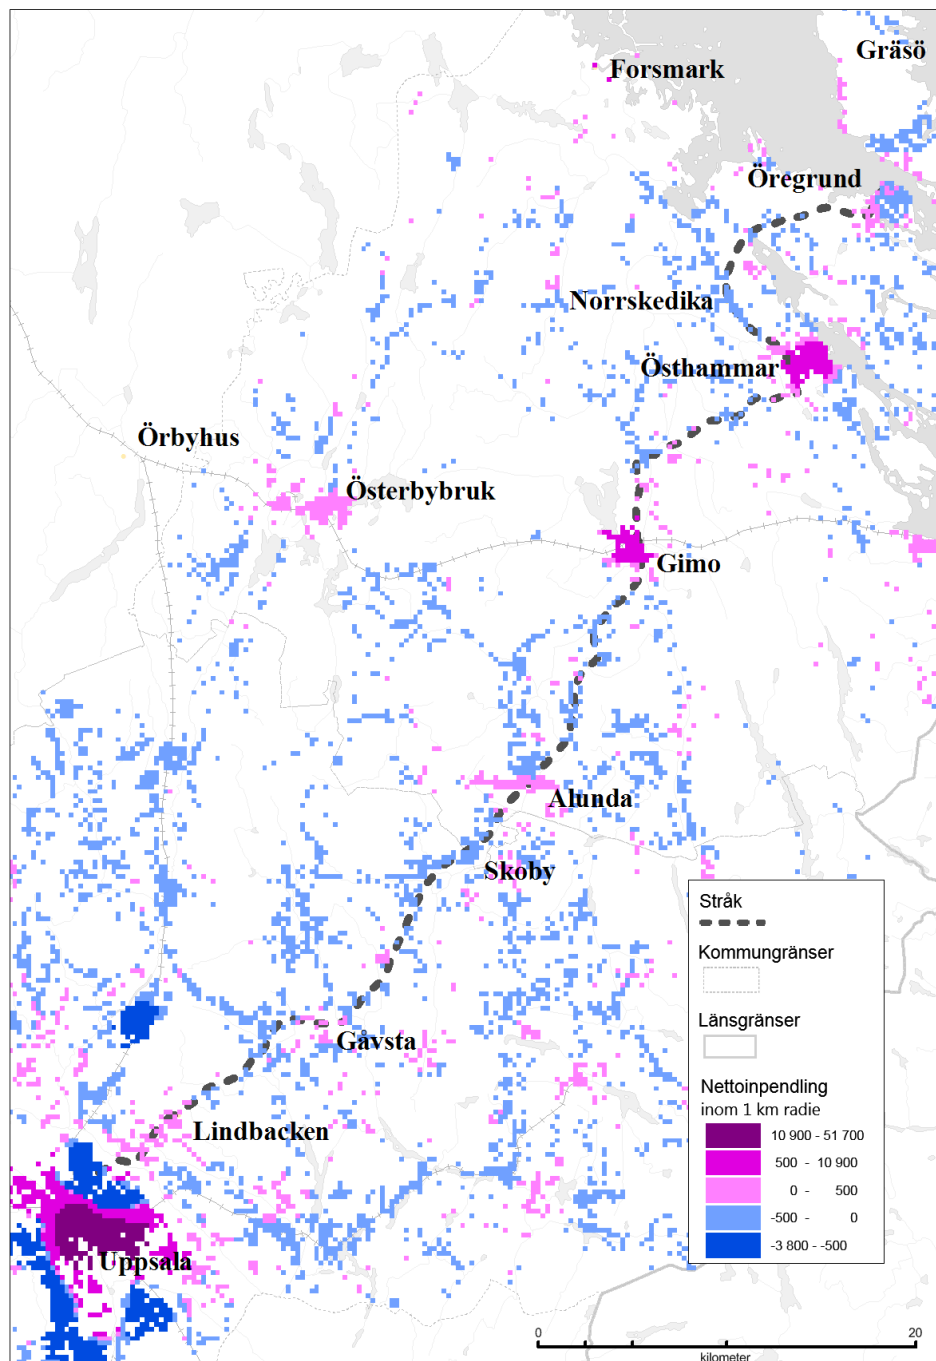 Gräsö
Forsmark
Öregrund
Norrskedika
Östhammar
Örbyhus
Österbybruk
Gimo
Alunda
Skoby
Gåvsta
Lindbacken
Uppsala
Stråk
Kommungränser
Länsgränser
Nettoinpendling
inom 1 km radie
10 900 - 51 700
500 - 10 900
0 - 500
-500 - 0
-3 800 - -500
0 20
kilometer